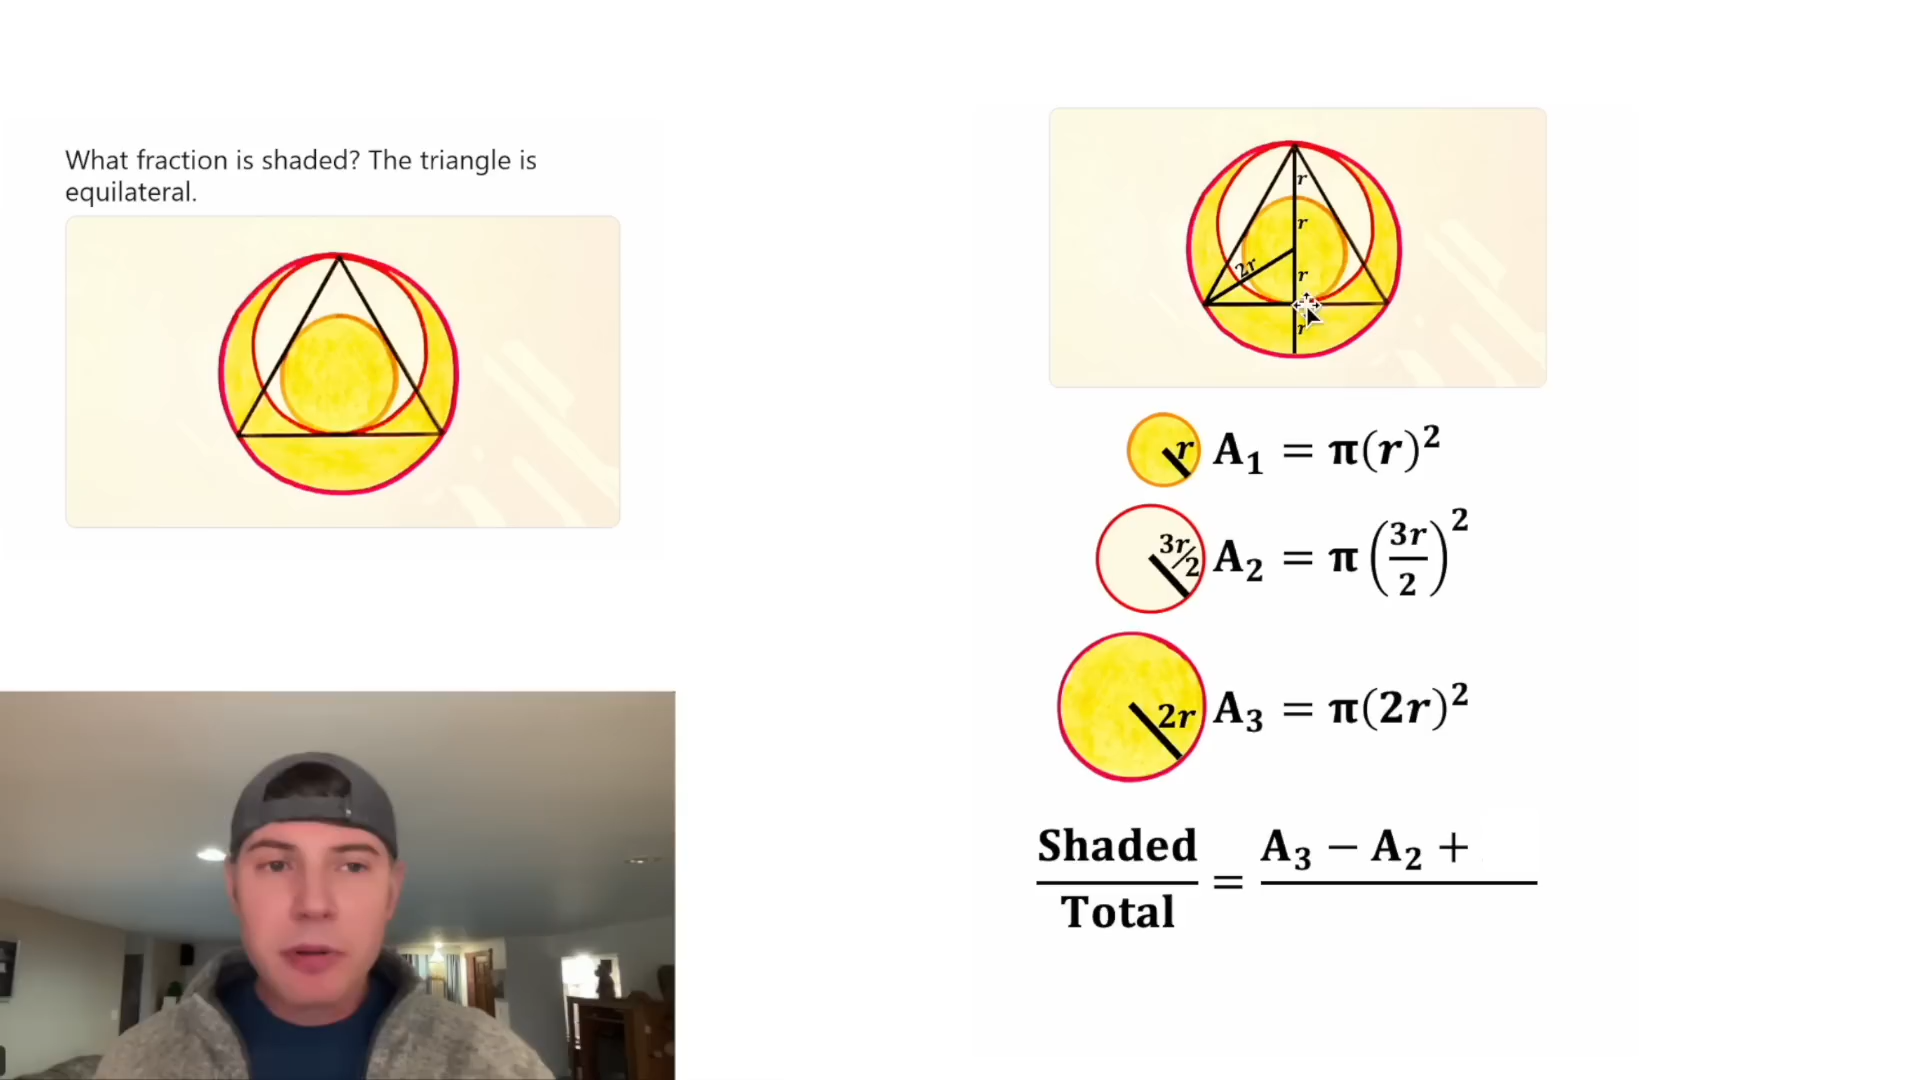 What fraction is shaded? The triangle is
equilateral.
r
r
2r
r
r
r A₁ = π(r)²
3r/2 A₂ = π(3r/2)²
2r A₃ = π(2r)²
Shaded/Total = A₃ − A₂ +